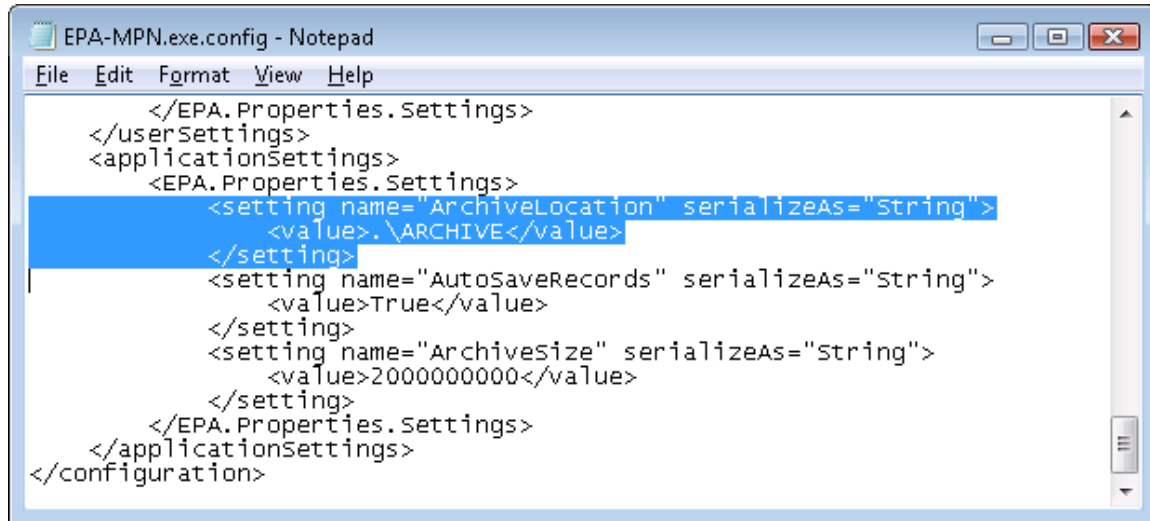 EPA-MPN.exe.config - Notepad
File Edit Format View Help
</EPA.Properties.Settings>
</userSettings>
<applicationSettings>
<EPA.Properties.Settings>
<setting name="ArchiveLocation" serializeAs="String">
<value>.\ARCHIVE</value>
</setting>
<setting name="AutoSaveRecords" serializeAs="String">
<value>True</value>
</setting>
<setting name="ArchiveSize" serializeAs="String">
<value>2000000000</value>
</setting>
</EPA.Properties.Settings>
</applicationSettings>
</configuration>